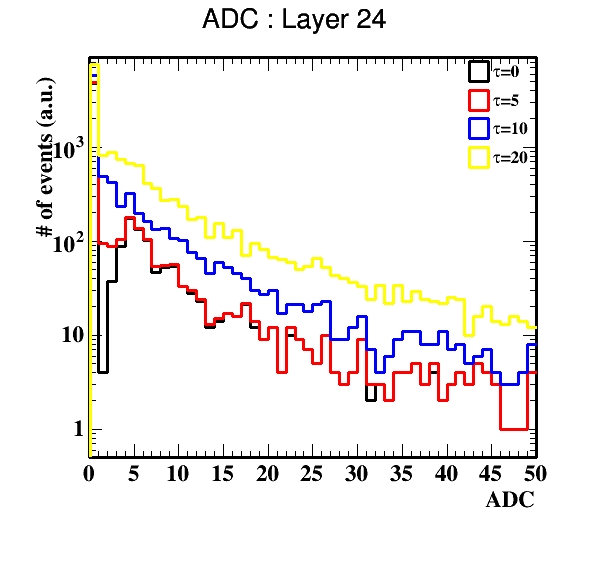 ADC : Layer 24
# of events (a.u.)
10³
10²
10
1
τ=0
τ=5
τ=10
τ=20
0 5 10 15 20 25 30 35 40 45 50
ADC